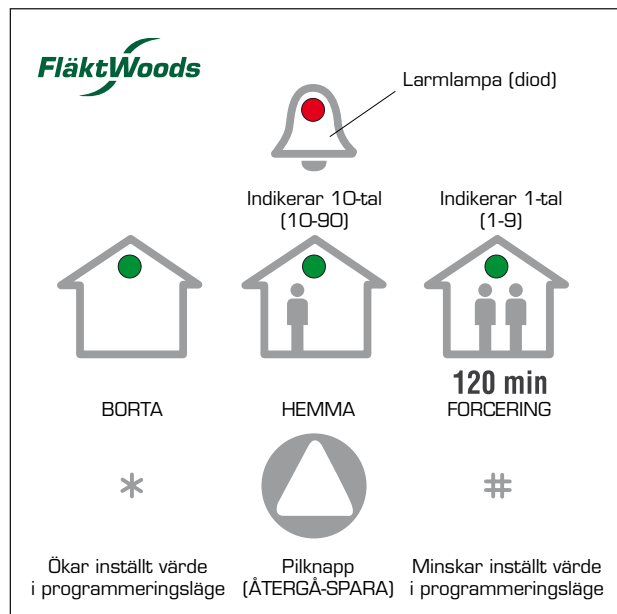 FläktWoods
Larmlampa (diod)
Indikerar 10-tal
(10-90)
Indikerar 1-tal
(1-9)
120 min
BORTA
HEMMA
FORCERING
*
#
Ökar inställt värde
i programmeringsläge
Pilknapp
(ÅTERGÅ-SPARA)
Minskar inställt värde
i programmeringsläge